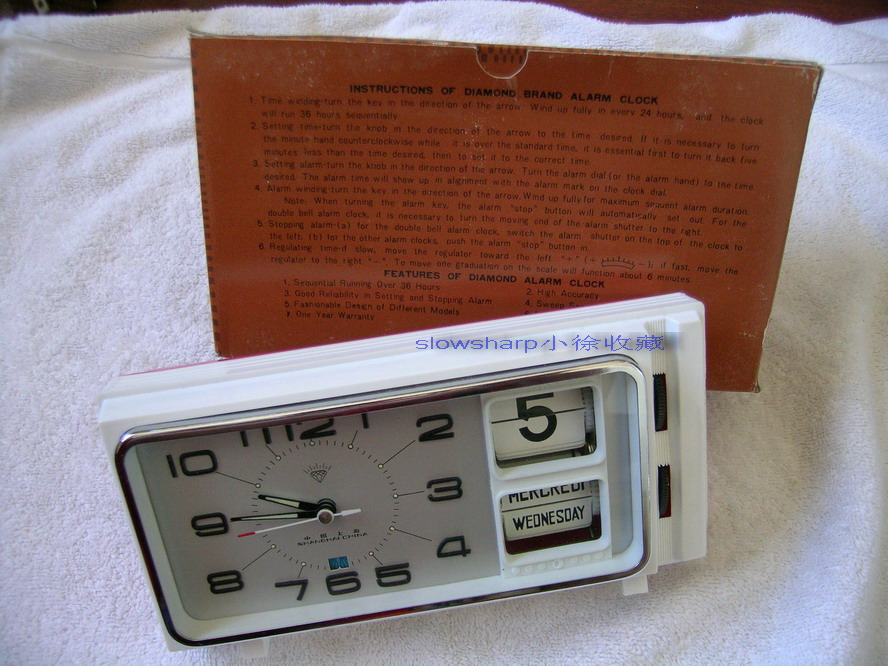 INSTRUCTIONS OF DIAMOND BRAND ALARM CLOCK
1. Time winding-turn the key in the direction of the arrow. Wind up fully in every 24 hours, and the clock
will run 36 hours sequentially.
2. Setting time-turn the knob in the direction of the arrow to the time desired. If it is necessary to turn
the minute hand counterclockwise while it is over the standard time, it is essential first to turn it back five
minutes less than the time desired, then to set it to the correct time.
3. Setting alarm-turn the knob in the direction of the arrow. Turn the alarm dial (or the alarm hand) to the time
desired. The alarm time will show up in alignment with the alarm mark on the clock dial.
4. Alarm winding-turn the key in the direction of the arrow. Wind up fully for maximum sequent alarm duration.
Note: When turning the alarm key, the alarm "stop" button will automatically set out. For the
double bell alarm clock, it is necessary to turn the moving end of the alarm shutter to the right.
5. Stopping alarm-(a) for the double bell alarm clock, switch the alarm shutter on the top of the clock to
the left; (b) for the other alarm clocks, push the alarm "stop" button in.
6. Regulating time-if slow, move the regulator toward the left "+" (+ -); if fast, move the
regulator to the right "-". To move one graduation on the scale will function about 6 minutes.
FEATURES OF DIAMOND ALARM CLOCK
1. Sequential Running Over 36 Hours
2. High Accuracy
3. Good Reliability in Setting and Stopping Alarm
4. Sweep
5. Fashionable Design of Different Models
7. One Year Warranty
slowsharp小徐收藏
11 12 1
10 2
9 3
8 4
7 6 5
中国上海
SHANGHAI CHINA
5
MERCREDI
WEDNESDAY